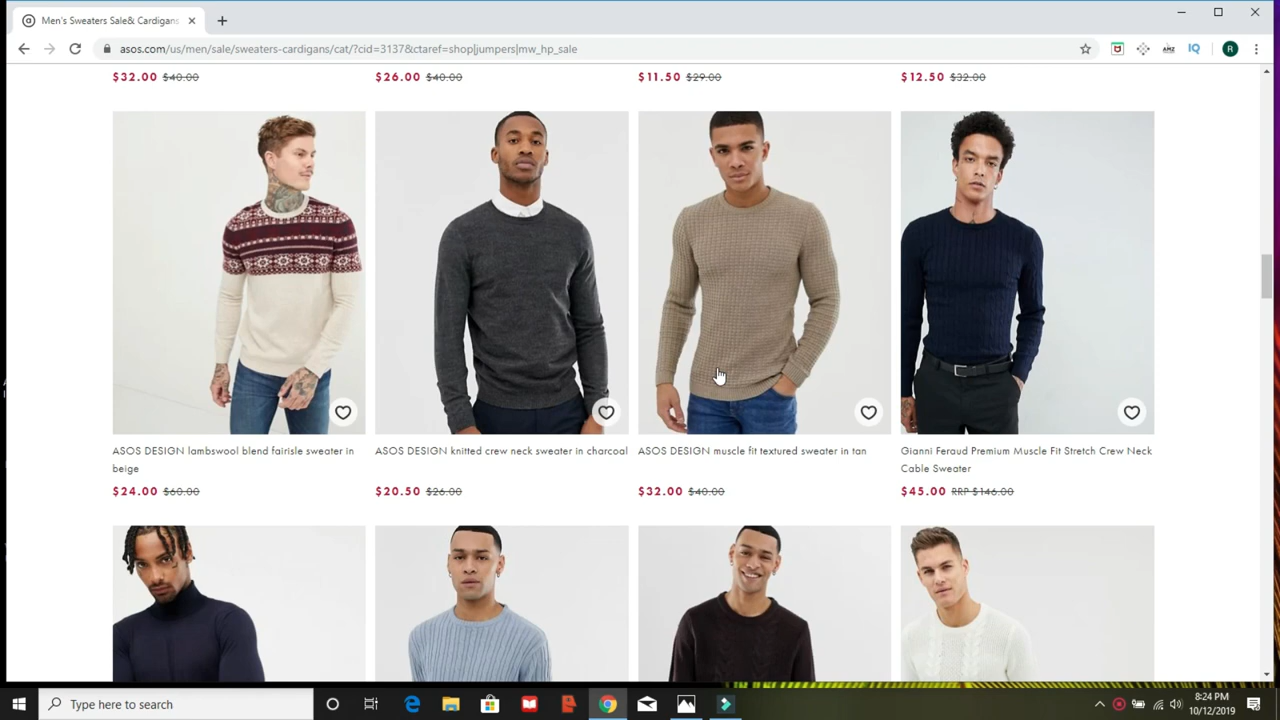 Men's Sweaters Sale& Cardigans
asos.com/us/men/sale/sweaters-cardigans/cat/?cid=3137&ctaref=shop|jumpers|mw_hp_sale
AMZ
IQ
R
$32.00 $40.00
$26.00 $40.00
$11.50 $29.00
$12.50 $32.00
ASOS DESIGN lambswool blend fairisle sweater in
beige
$24.00 $60.00
ASOS DESIGN knitted crew neck sweater in charcoal
$20.50 $26.00
ASOS DESIGN muscle fit textured sweater in tan
$32.00 $40.00
Gianni Feraud Premium Muscle Fit Stretch Crew Neck
Cable Sweater
$45.00 RRP $146.00
Type here to search
8:24 PM
10/12/2019